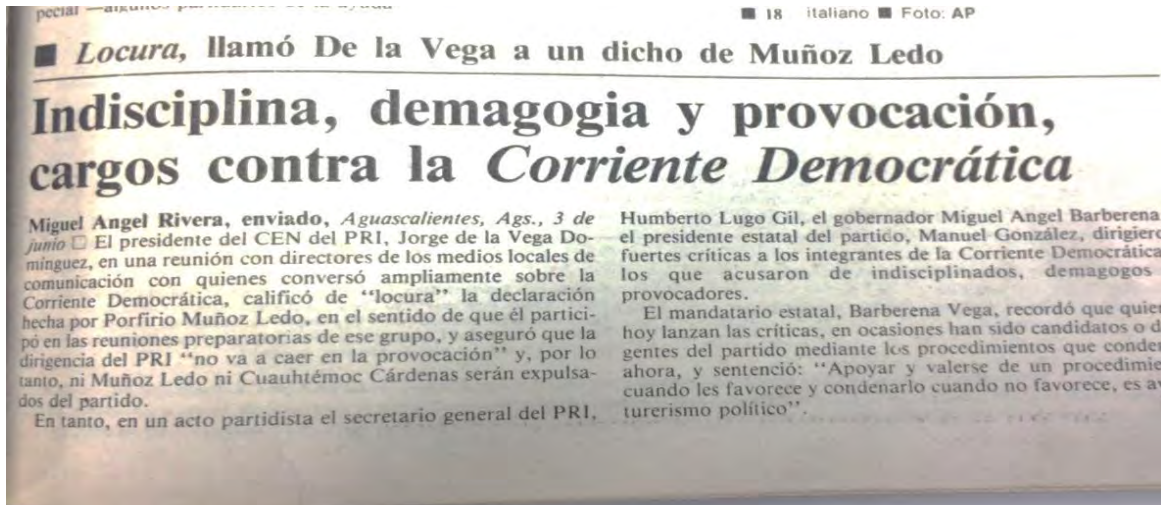 pecial —algunos partidarios de la ayuda
■ 18 italiano ■ Foto: AP
■ Locura, llamó De la Vega a un dicho de Muñoz Ledo
Indisciplina, demagogia y provocación,
cargos contra la Corriente Democrática
Miguel Angel Rivera, enviado, Aguascalientes, Ags., 3 de
junio □ El presidente del CEN del PRI, Jorge de la Vega Do-
mínguez, en una reunión con directores de los medios locales de
comunicación con quienes conversó ampliamente sobre la
Corriente Democrática, calificó de “locura” la declaración
hecha por Porfirio Muñoz Ledo, en el sentido de que él partici-
pó en las reuniones preparatorias de ese grupo, y aseguró que la
dirigencia del PRI “no va a caer en la provocación” y, por lo
tanto, ni Muñoz Ledo ni Cuauhtémoc Cárdenas serán expulsa-
dos del partido.
En tanto, en un acto partidista el secretario general del PRI,
Humberto Lugo Gil, el gobernador Miguel Angel Barberena
el presidente estatal del partido, Manuel González, dirigiero
fuertes críticas a los integrantes de la Corriente Democrática
los que acusaron de indisciplinados, demagogos
provocadores.
El mandatario estatal, Barberena Vega, recordó que quien
hoy lanzan las críticas, en ocasiones han sido candidatos o d
gentes del partido mediante los procedimientos que conde
ahora, y sentenció: “Apoyar y valerse de un procedimie
cuando les favorece y condenarlo cuando no favorece, es av
turerismo político”.